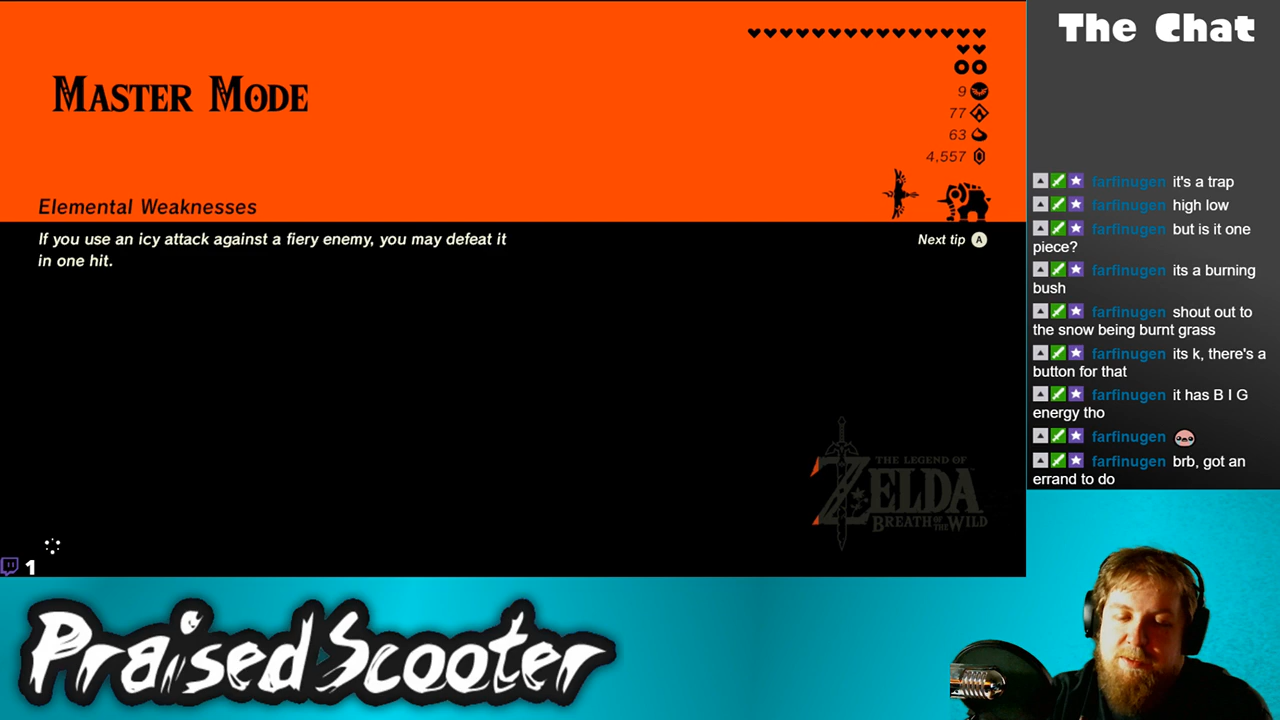 MASTER MODE
9
77
63
4,557
Elemental Weaknesses
If you use an icy attack against a fiery enemy, you may defeat it
in one hit.
Next tip A
THE LEGEND OF
ZELDA
BREATH OF THE WILD
1
PraisedScooter
The Chat
farfinugen it's a trap
farfinugen high low
farfinugen but is it one
piece?
farfinugen its a burning
bush
farfinugen shout out to
the snow being burnt grass
farfinugen its k, there's a
button for that
farfinugen it has B I G
energy tho
farfinugen
farfinugen brb, got an
errand to do